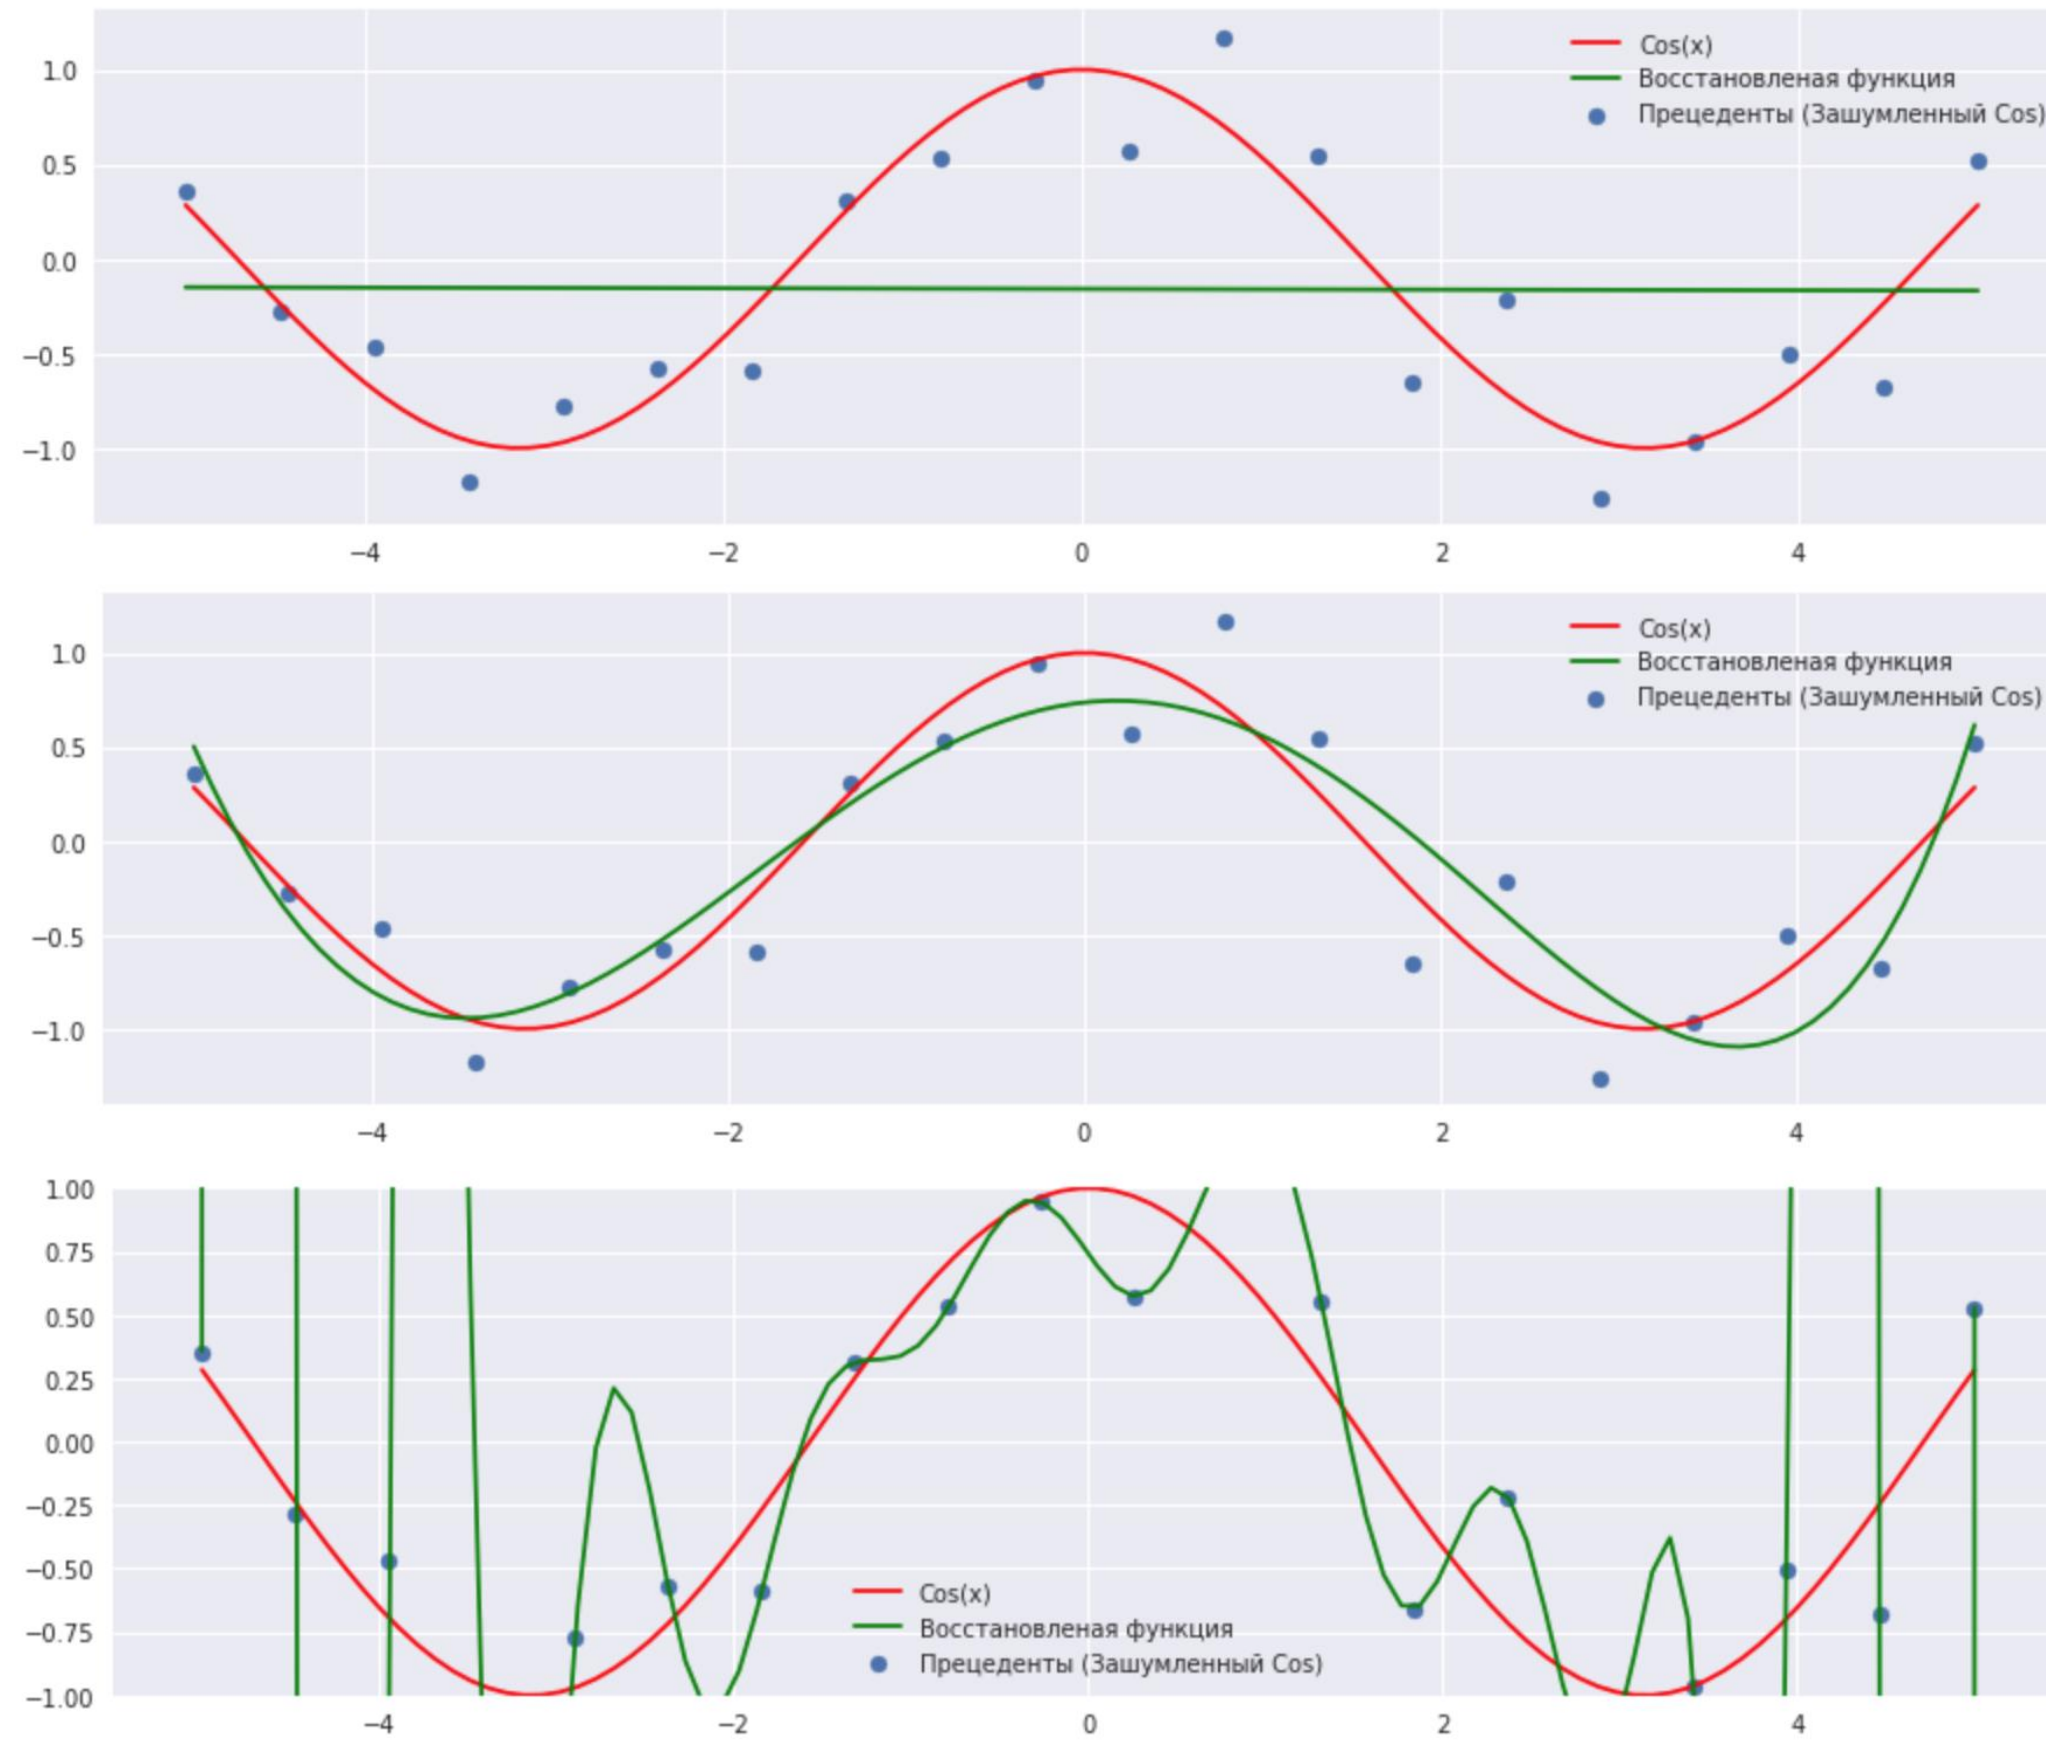 Cos(x)
Восстановленая функция
Прецеденты (Зашумленный Cos)
1.0
0.5
0.0
−0.5
−1.0
−4 −2 0 2 4
Cos(x)
Восстановленая функция
Прецеденты (Зашумленный Cos)
1.0
0.5
0.0
−0.5
−1.0
−4 −2 0 2 4
1.00
0.75
0.50
0.25
0.00
−0.25
−0.50
−0.75
−1.00
Cos(x)
Восстановленая функция
Прецеденты (Зашумленный Cos)
−4 −2 0 2 4